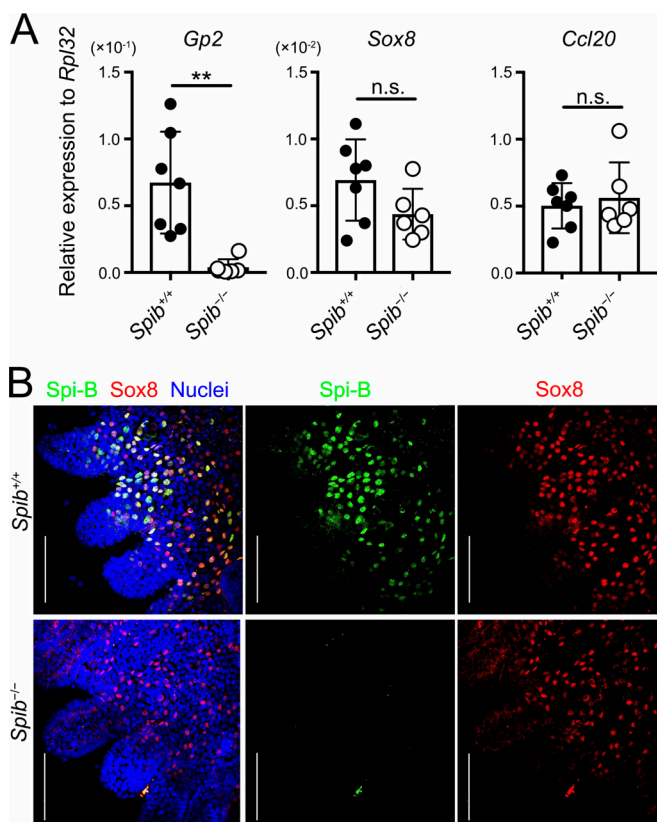 A
Relative expression to Rpl32
(×10⁻¹)
Gp2
1.5
1.0
0.5
0.0
**
Spib⁺/⁺
Spib⁻/⁻
(×10⁻²)
Sox8
1.5
1.0
0.5
0.0
n.s.
Spib⁺/⁺
Spib⁻/⁻
Ccl20
1.5
1.0
0.5
0.0
n.s.
Spib⁺/⁺
Spib⁻/⁻
B
Spi-B Sox8 Nuclei
Spi-B
Sox8
Spib⁺/⁺
Spib⁻/⁻